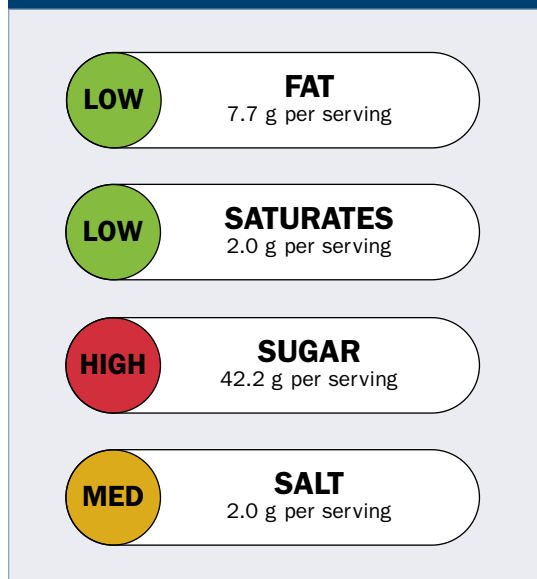 LOW
FAT
7.7 g per serving
LOW
SATURATES
2.0 g per serving
HIGH
SUGAR
42.2 g per serving
MED
SALT
2.0 g per serving